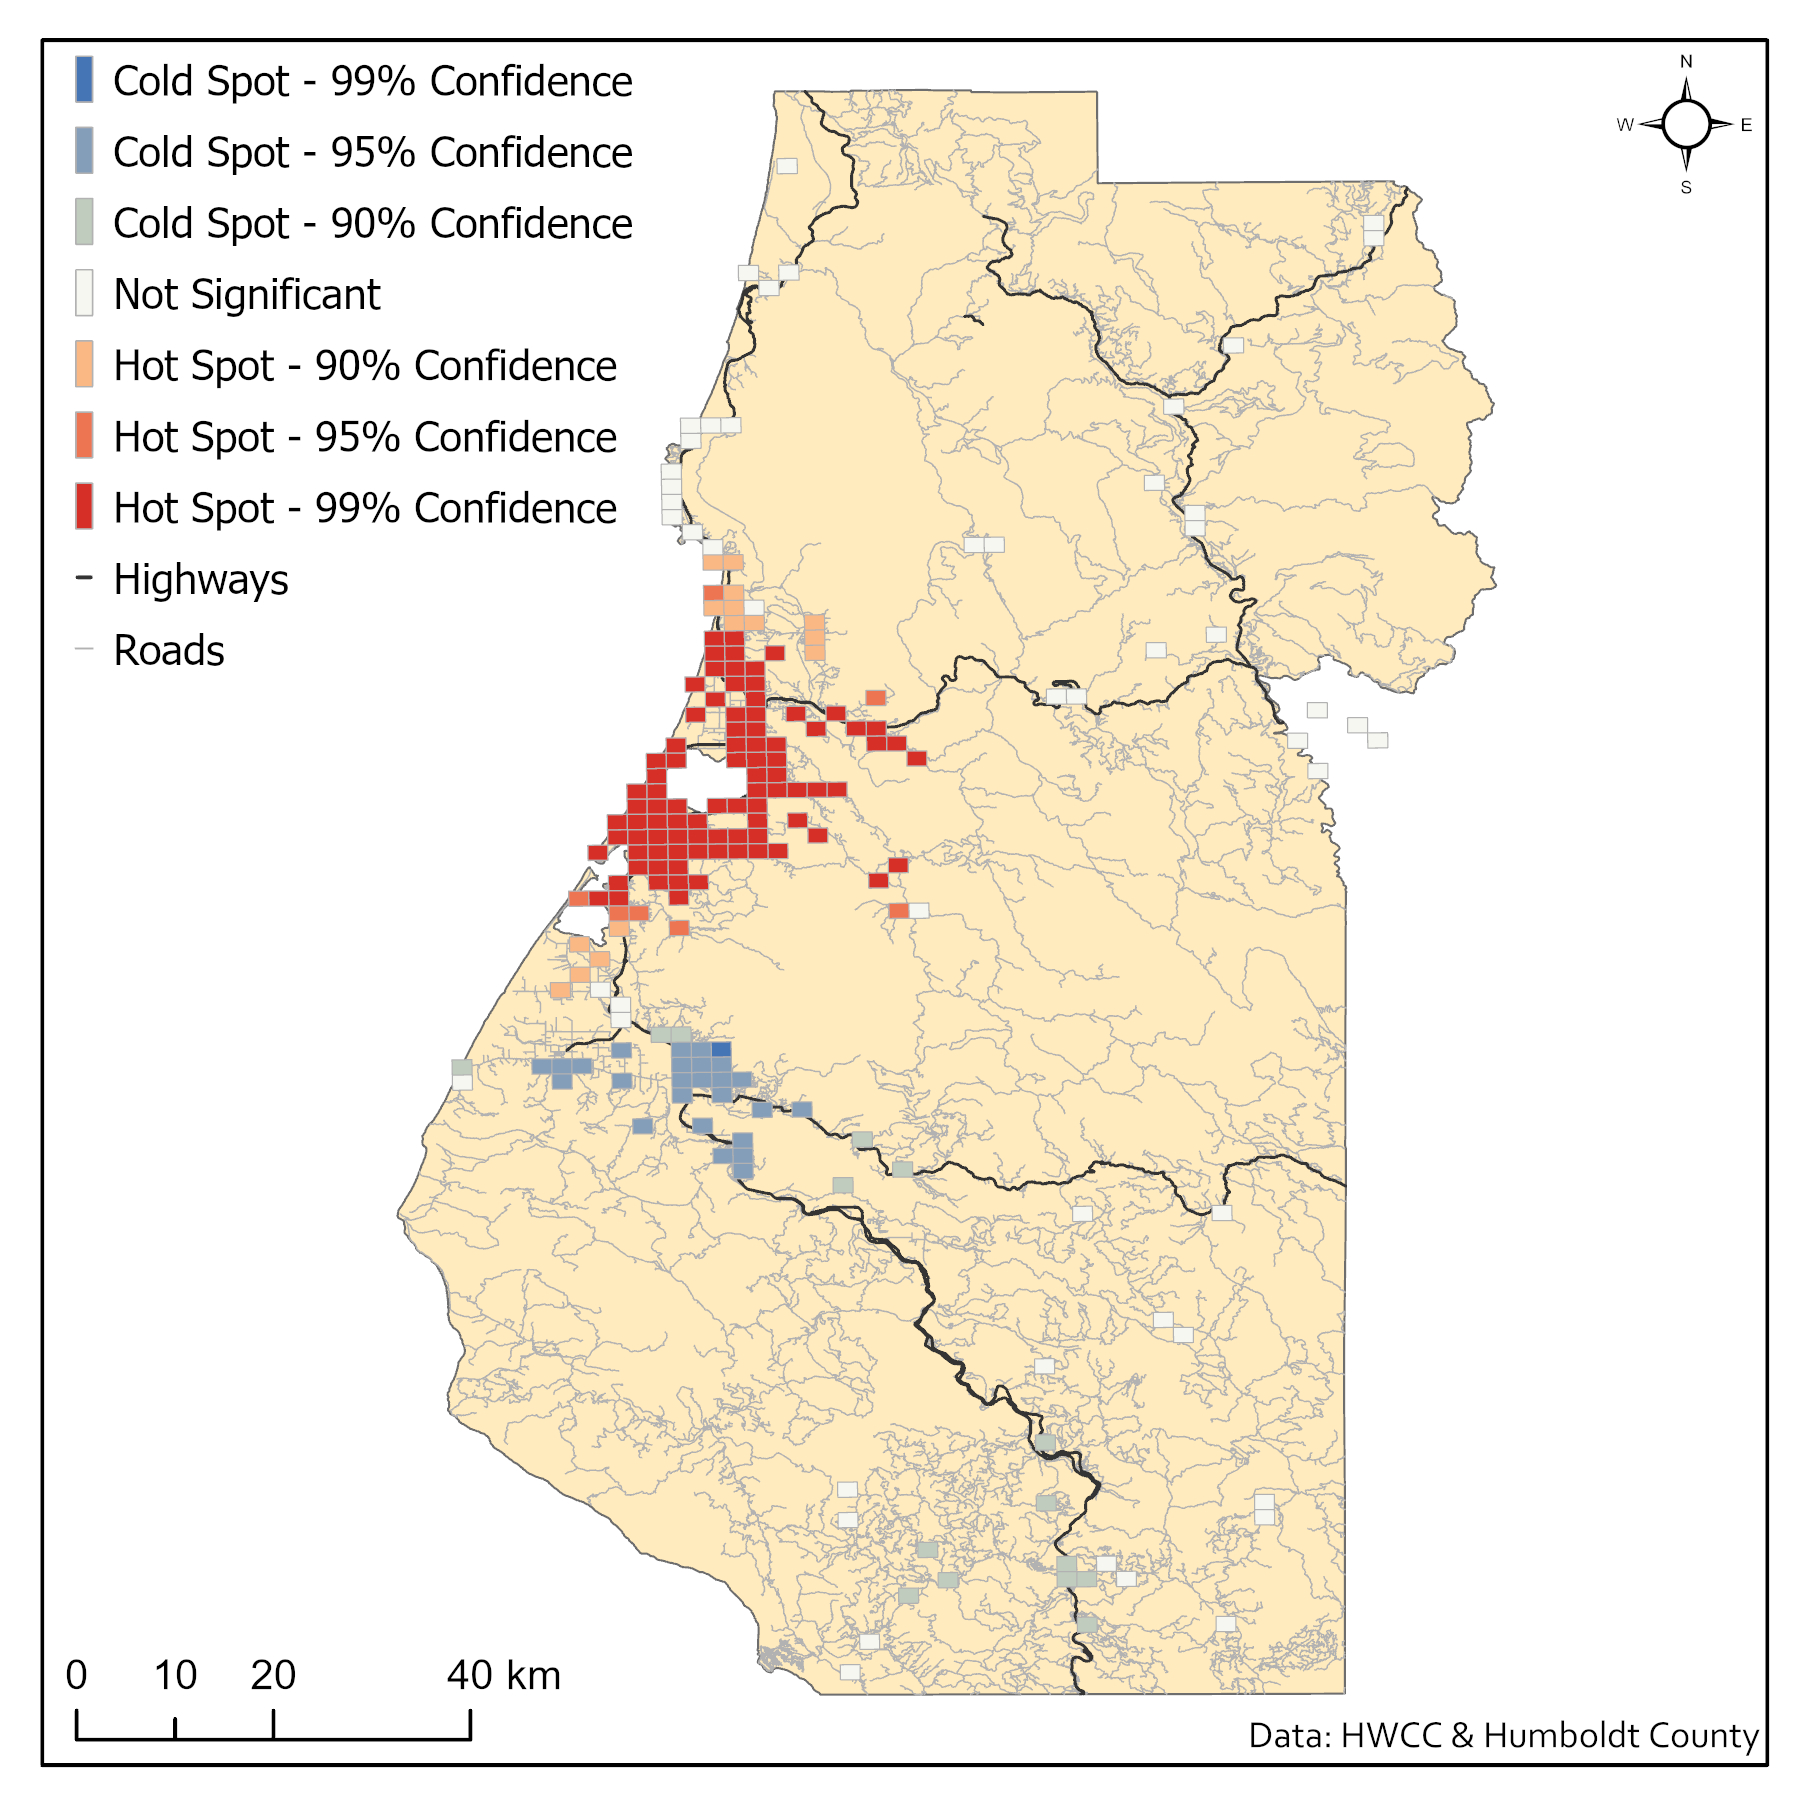 Cold Spot - 99% Confidence
Cold Spot - 95% Confidence
Cold Spot - 90% Confidence
Not Significant
Hot Spot - 90% Confidence
Hot Spot - 95% Confidence
Hot Spot - 99% Confidence
Highways
Roads
N
W E
S
0 10 20 40 km
Data: HWCC & Humboldt County